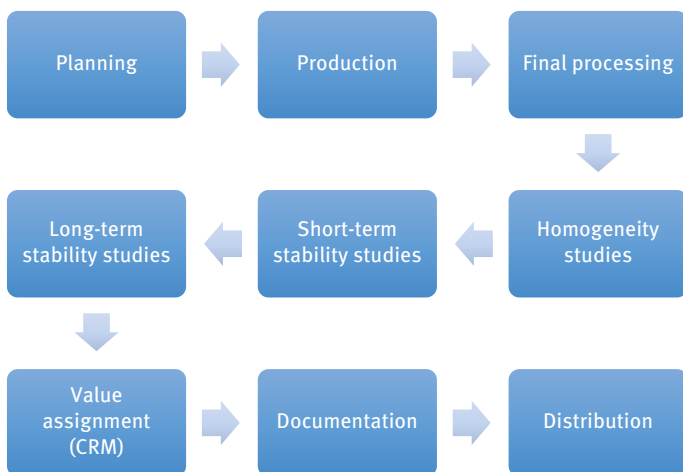 Planning
Production
Final processing
Homogeneity
studies
Short-term
stability studies
Long-term
stability studies
Value
assignment
(CRM)
Documentation
Distribution